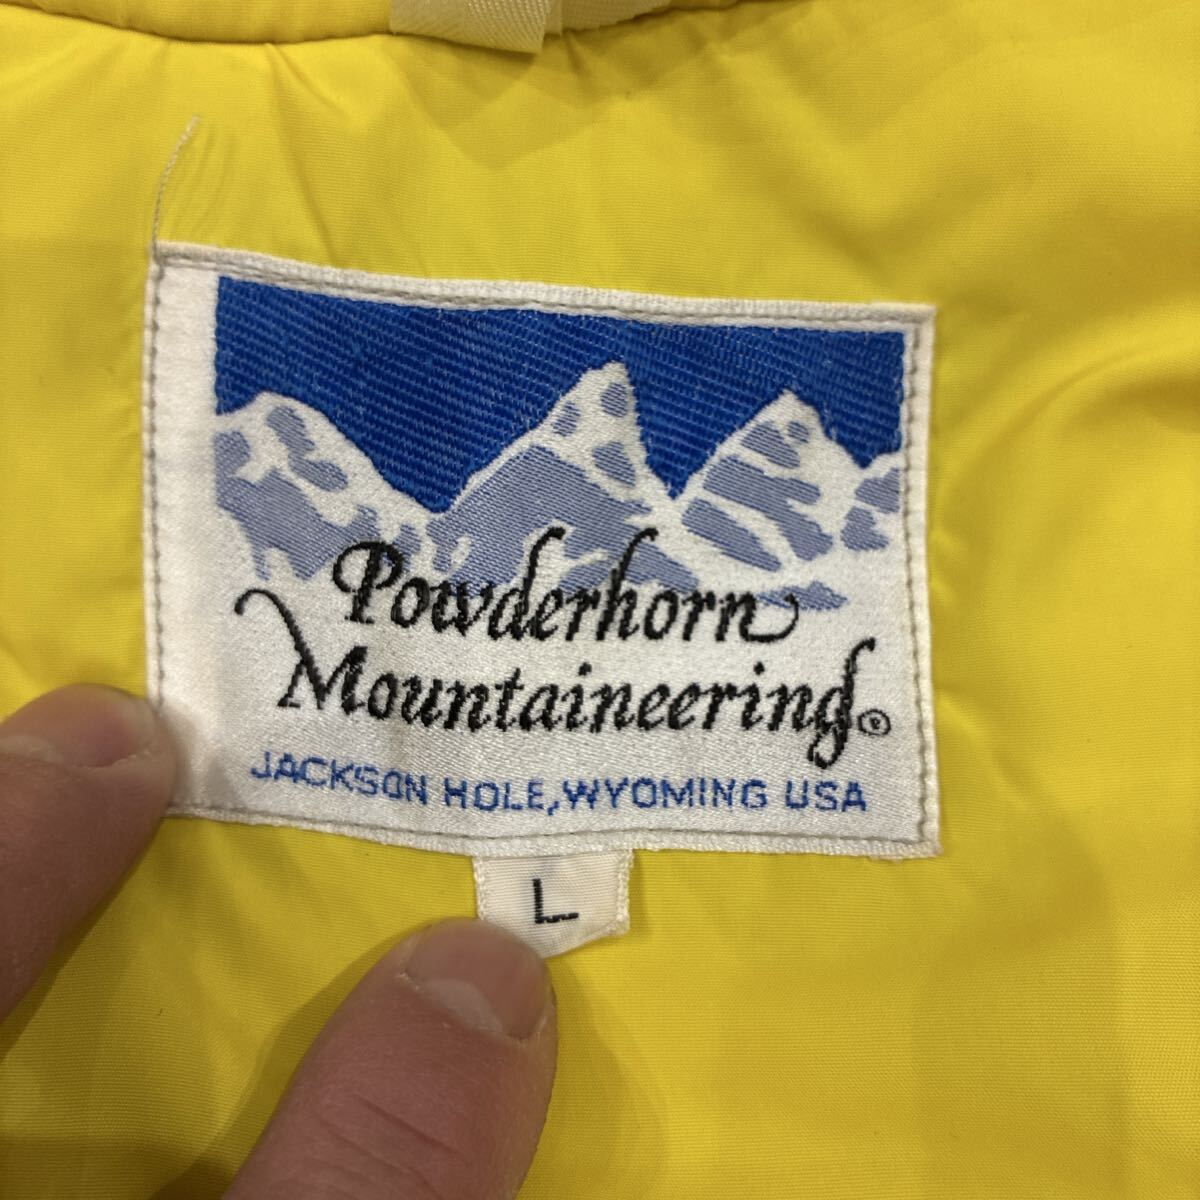 Powderhorn
Mountaineering®
JACKSON HOLE, WYOMING USA
L